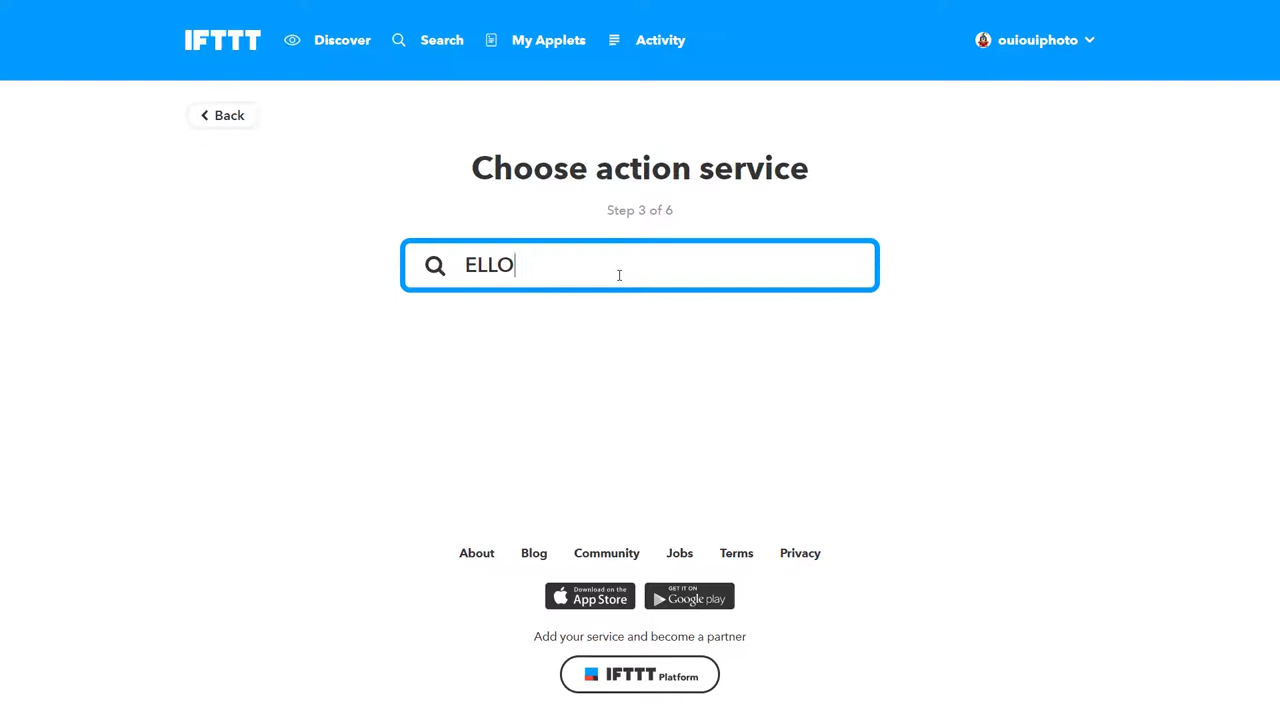 IFTTT Discover Search My Applets Activity ouiouiphoto
Back
Choose action service
Step 3 of 6
ELLO
About Blog Community Jobs Terms Privacy
Download on the App Store GET IT ON Google play
Add your service and become a partner
IFTTT Platform